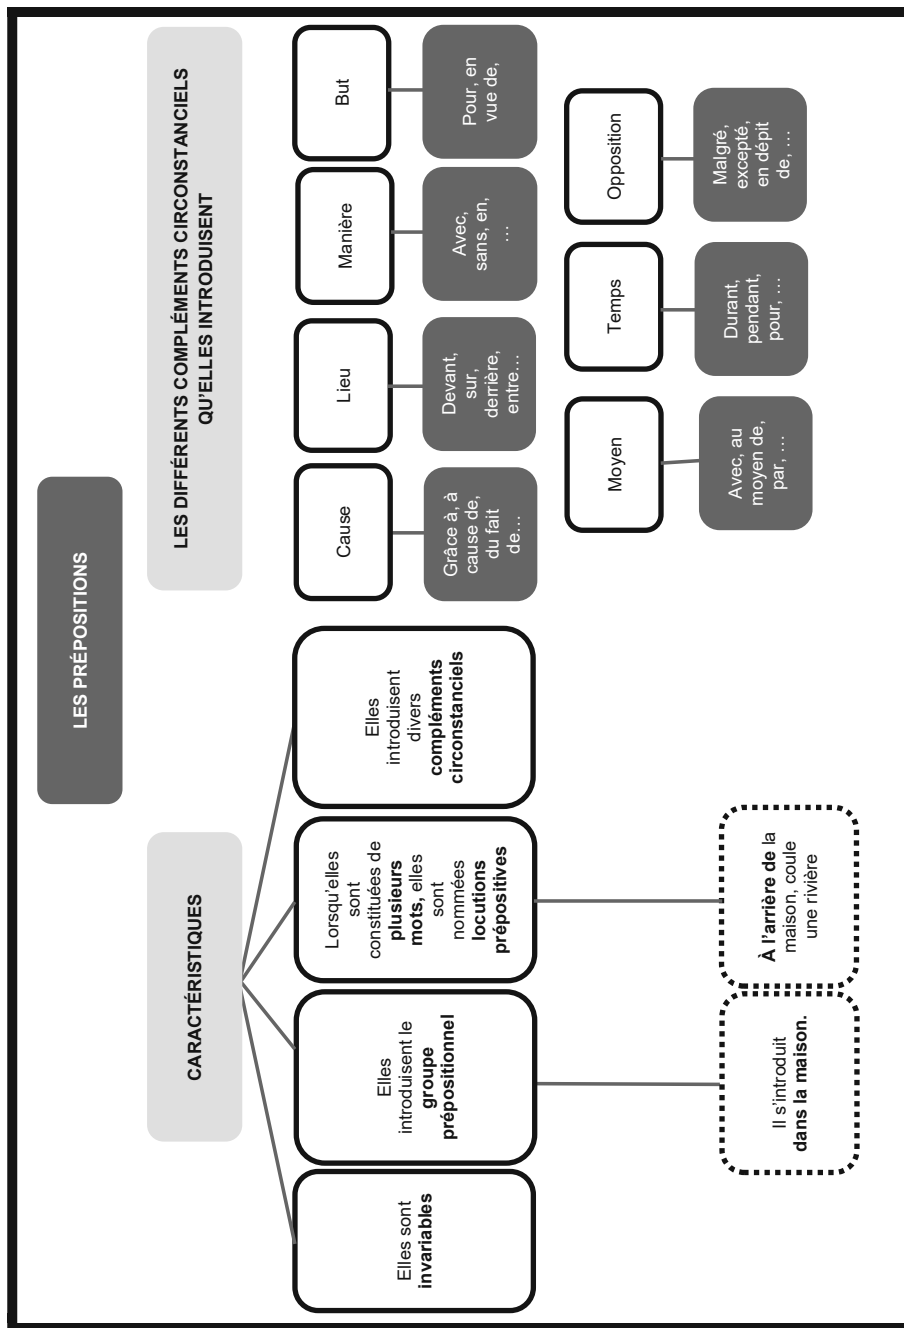 LES PRÉPOSITIONS
CARACTÉRISTIQUES
Elles sont
invariables
Elles
introduisent le
groupe
prépositionnel
Il s’introduit
dans la maison.
Lorsqu’elles
sont
constituées de
plusieurs
mots, elles
sont
nommées
locutions
prépositives
À l’arrière de la
maison, coule
une rivière
Elles
introduisent
divers
compléments
circonstanciels
LES DIFFÉRENTS COMPLÉMENTS CIRCONSTANCIELS
QU’ELLES INTRODUISENT
Cause
Grâce à, à
cause de,
du fait
de…
Lieu
Devant,
sur,
derrière,
entre…
Manière
Avec,
sans, en,
…
But
Pour, en
vue de,
Moyen
Avec, au
moyen de,
par, …
Temps
Durant,
pendant,
pour, …
Opposition
Malgré,
excepté,
en dépit
de, …